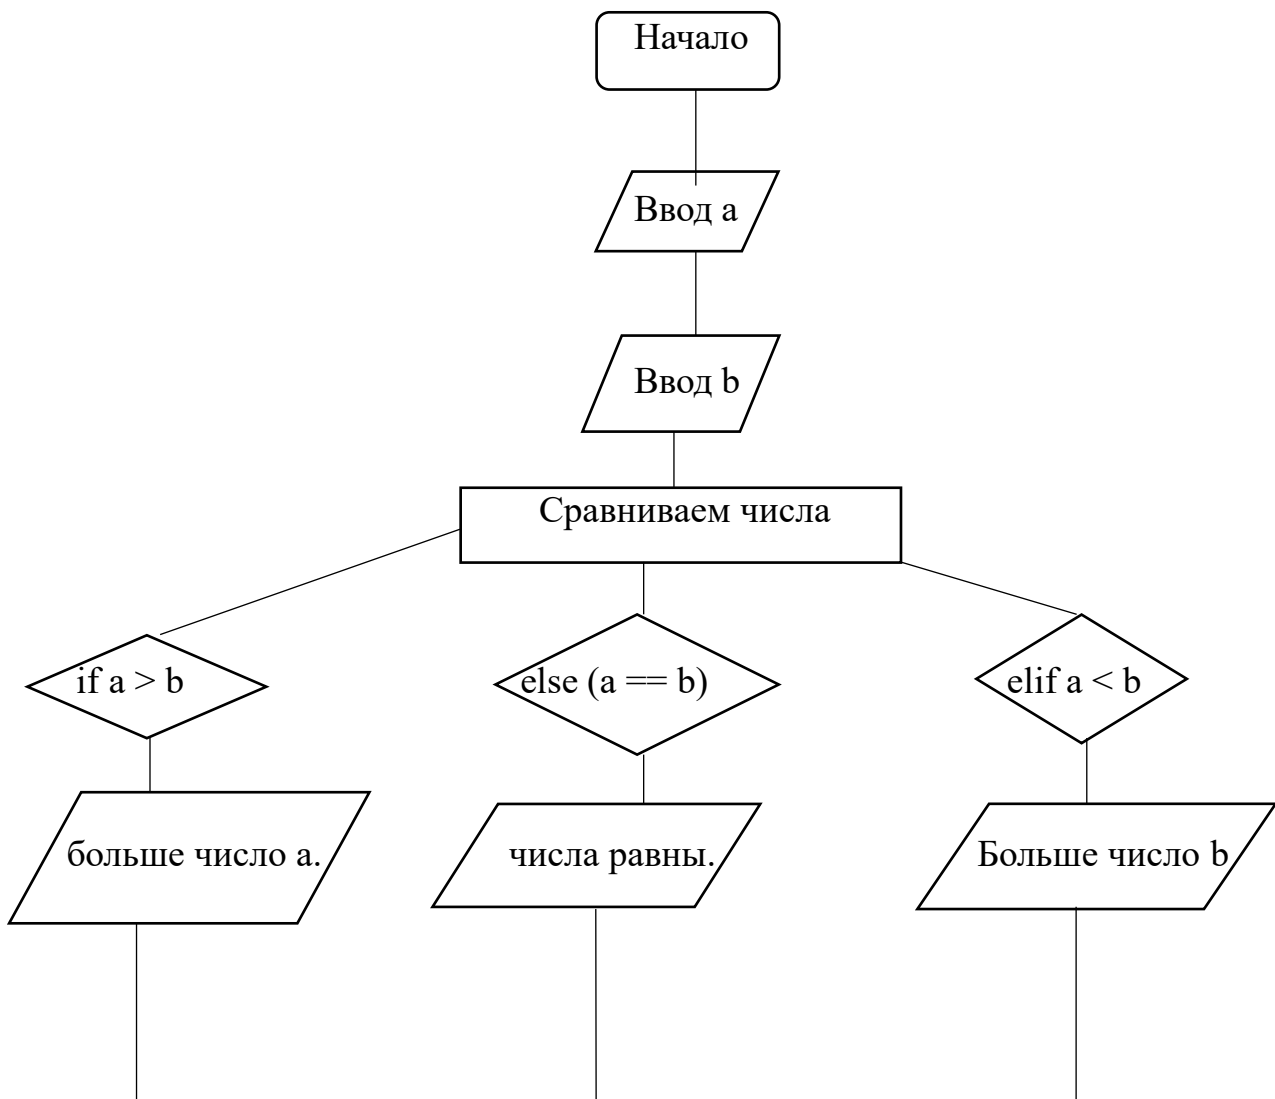 Начало
Ввод a
Ввод b
Сравниваем числа
if a > b
else (a == b)
elif a < b
больше число a.
числа равны.
Больше число b